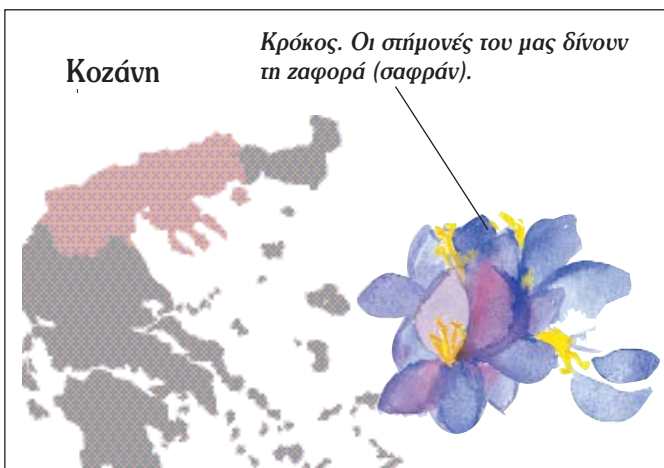 Κοζάνη
Κρόκος. Οι στήμονές του μας δίνουν
τη ζαφορά (σαφράν).